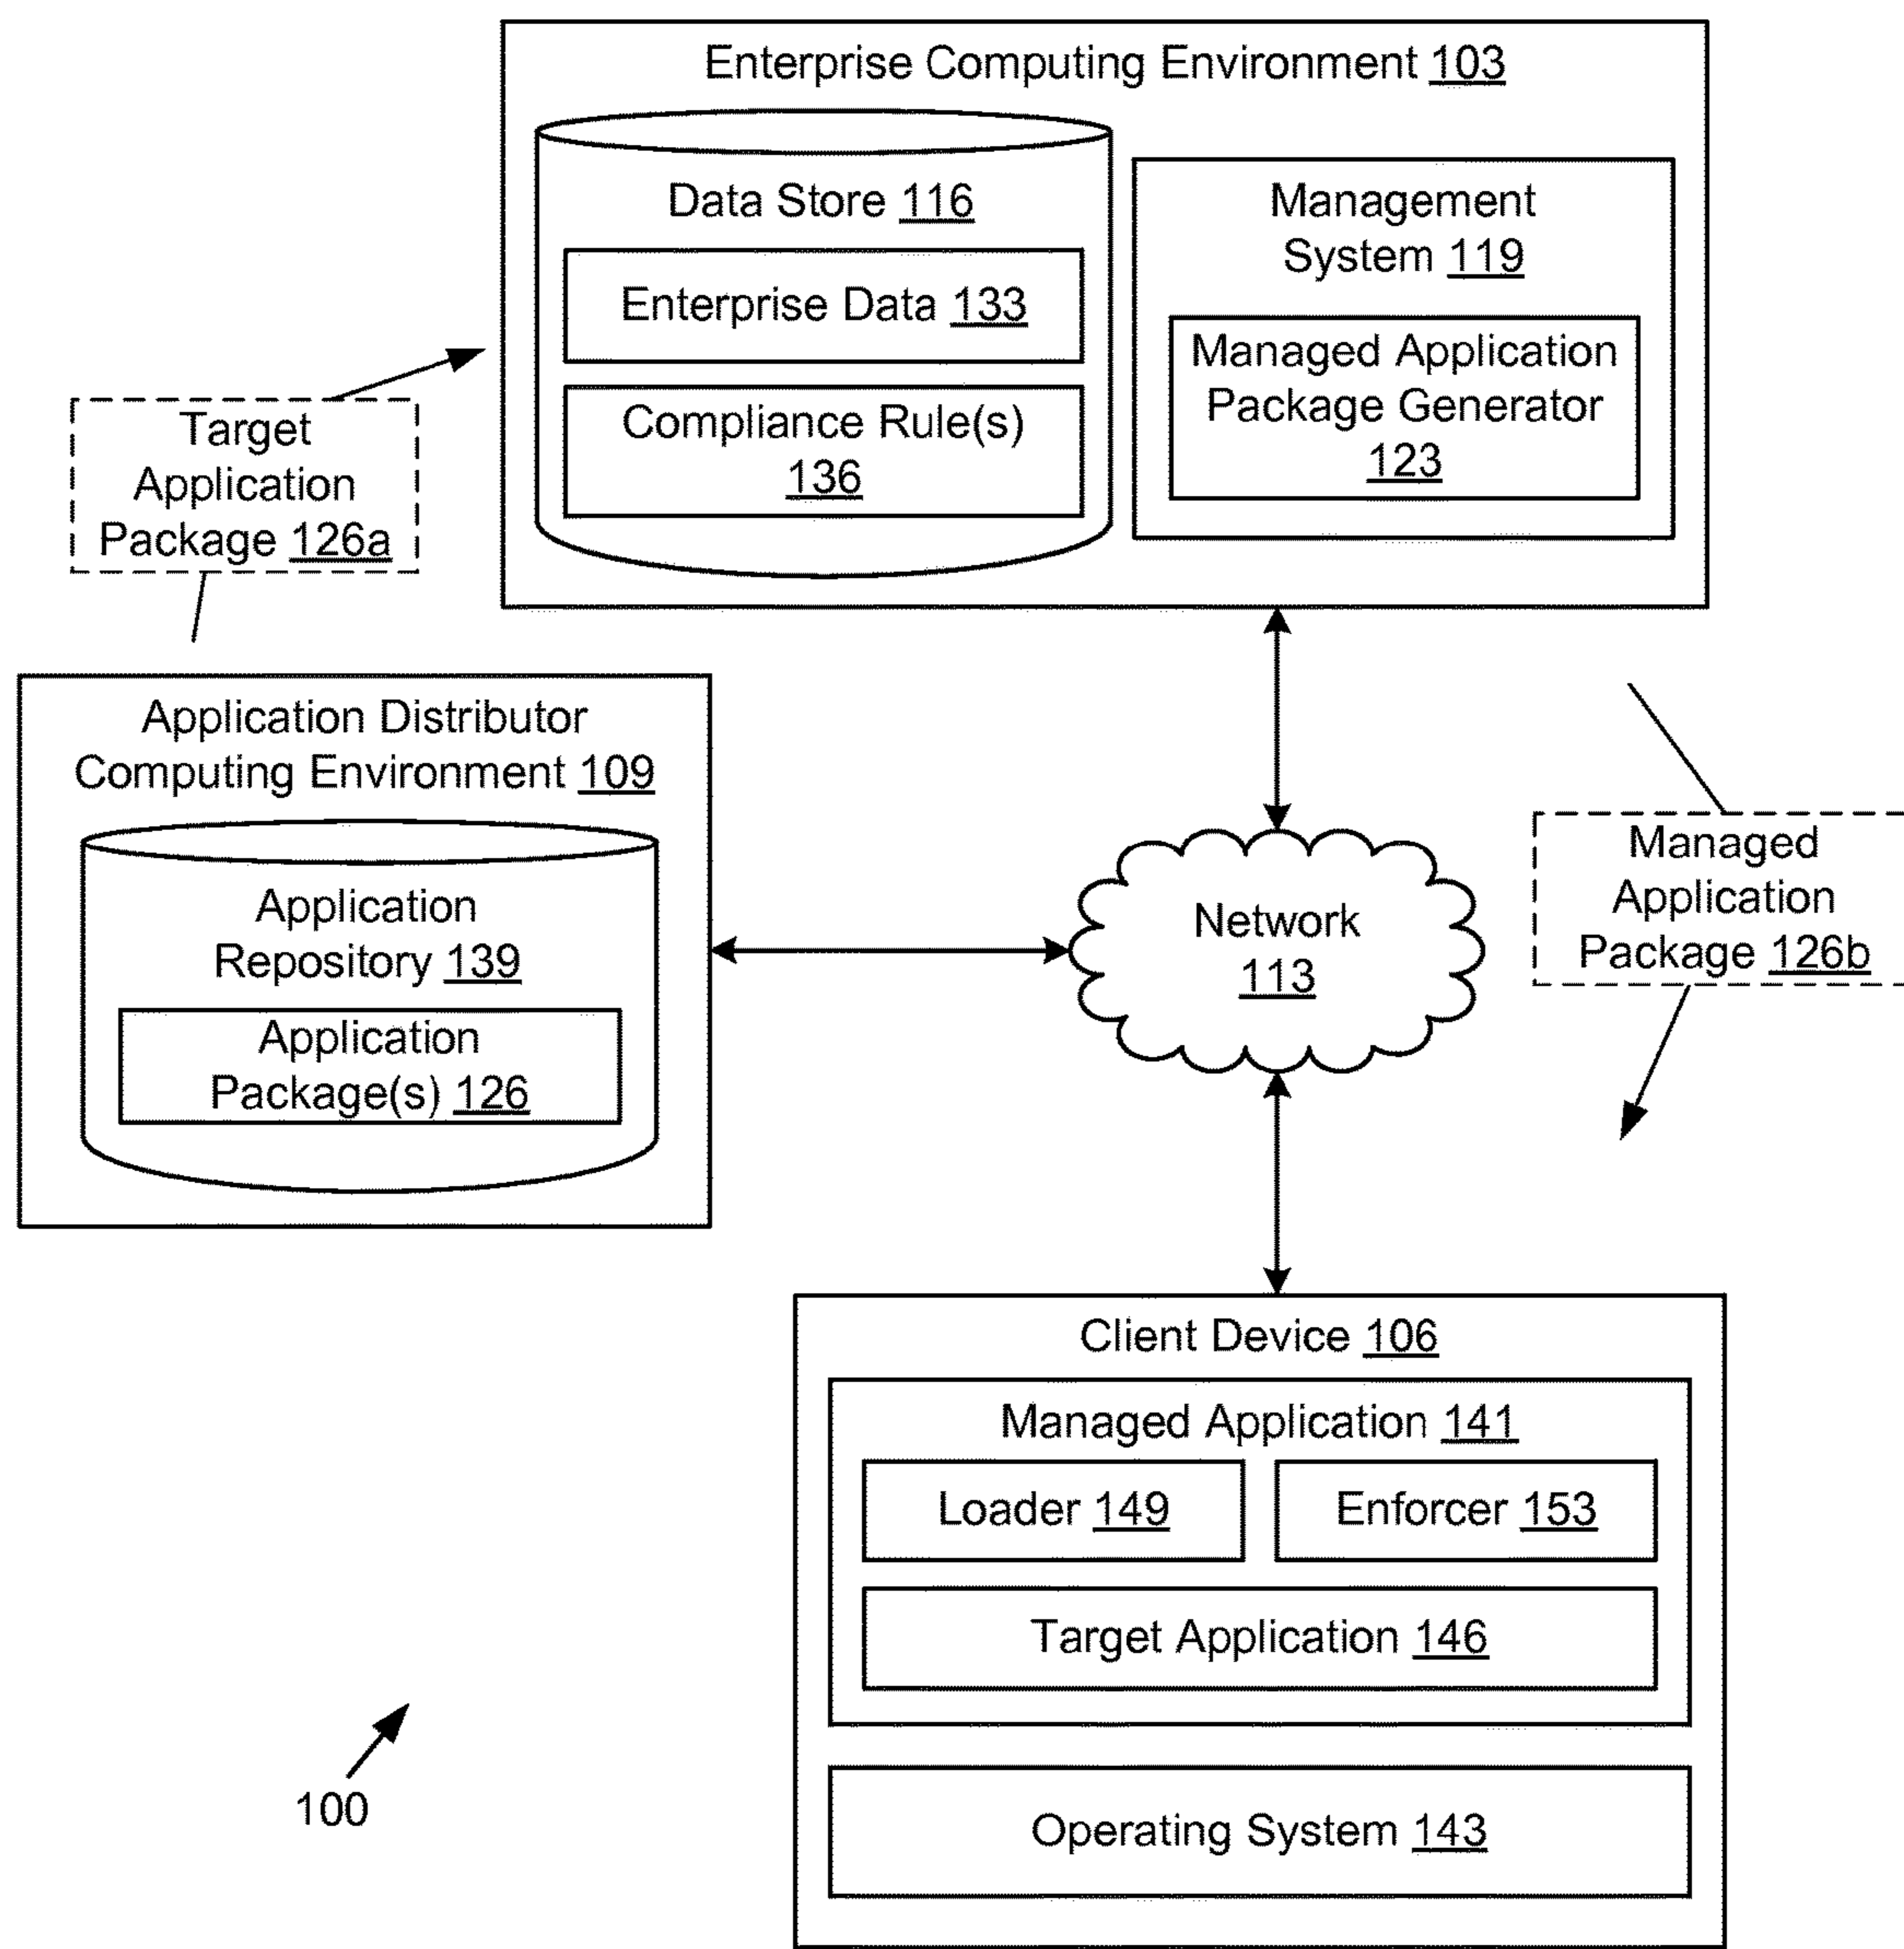 Enterprise Computing Environment 103
Data Store 116
Enterprise Data 133
Compliance Rule(s)
136
Management
System 119
Managed Application
Package Generator
123
Target
Application
Package 126a
Application Distributor
Computing Environment 109
Application
Repository 139
Application
Package(s) 126
Network
113
Managed
Application
Package 126b
Client Device 106
Managed Application 141
Loader 149
Enforcer 153
Target Application 146
Operating System 143
100